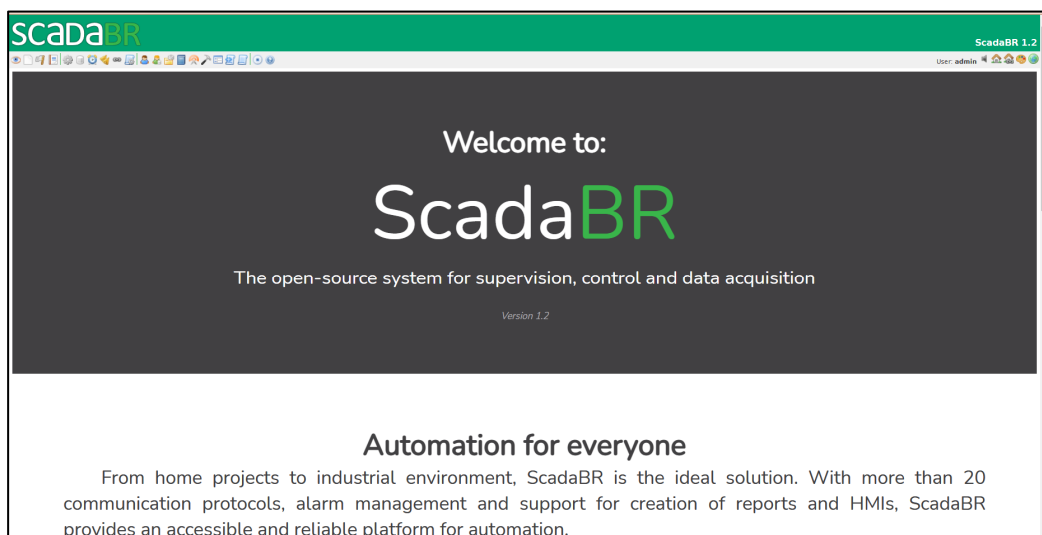 ScadaBR
ScadaBR 1.2
User: admin
Welcome to:
ScadaBR
The open-source system for supervision, control and data acquisition
Version 1.2
Automation for everyone
From home projects to industrial environment, ScadaBR is the ideal solution. With more than 20
communication protocols, alarm management and support for creation of reports and HMIs, ScadaBR
provides an accessible and reliable platform for automation.